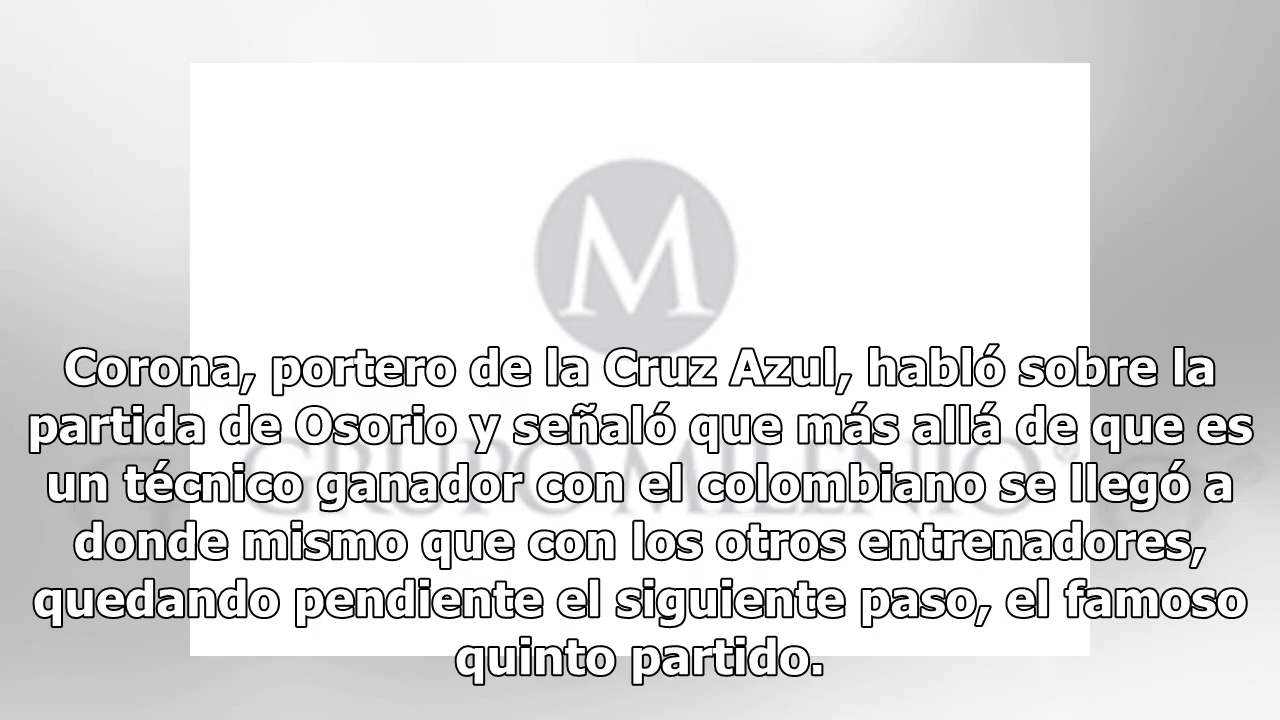 M
GRUPO MILENIO
Corona, portero de la Cruz Azul, habló sobre la
partida de Osorio y señaló que más allá de que es
un técnico ganador con el colombiano se llegó a
donde mismo que con los otros entrenadores,
quedando pendiente el siguiente paso, el famoso
quinto partido.